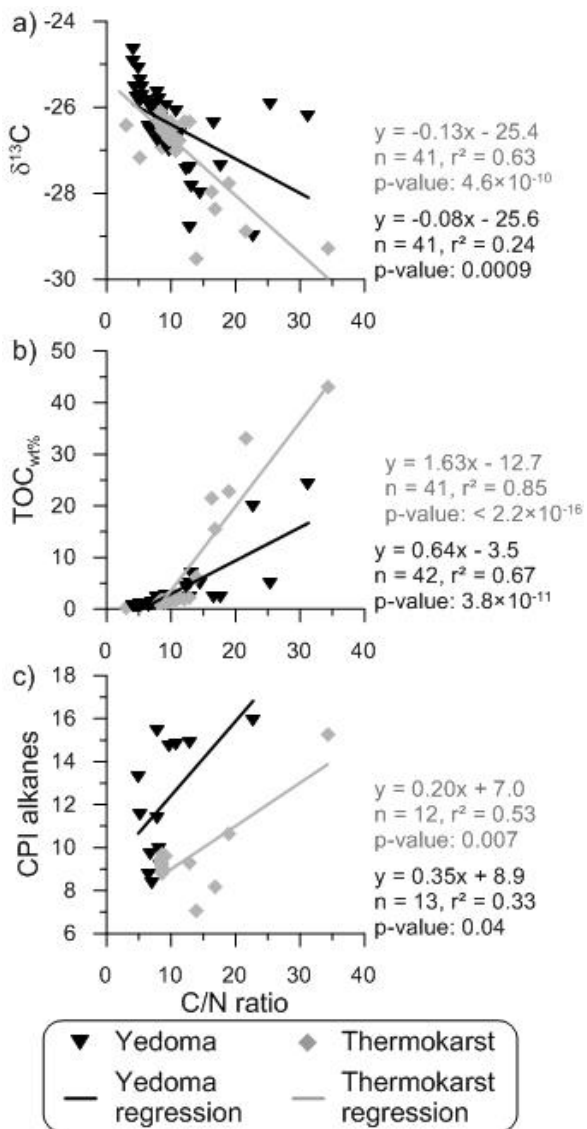 a)
-24
-26
-28
-30
δ¹³C
0 10 20 30 40
y = -0.13x - 25.4
n = 41, r² = 0.63
p-value: 4.6×10⁻¹⁰
y = -0.08x - 25.6
n = 41, r² = 0.24
p-value: 0.0009
b)
50
40
30
20
10
0
TOCwt%
0 10 20 30 40
y = 1.63x - 12.7
n = 41, r² = 0.85
p-value: < 2.2×10⁻¹⁶
y = 0.64x - 3.5
n = 42, r² = 0.67
p-value: 3.8×10⁻¹¹
c)
18
16
14
12
10
8
6
CPI alkanes
0 10 20 30 40
C/N ratio
y = 0.20x + 7.0
n = 12, r² = 0.53
p-value: 0.007
y = 0.35x + 8.9
n = 13, r² = 0.33
p-value: 0.04
Yedoma Thermokarst
Yedoma Thermokarst
regression regression